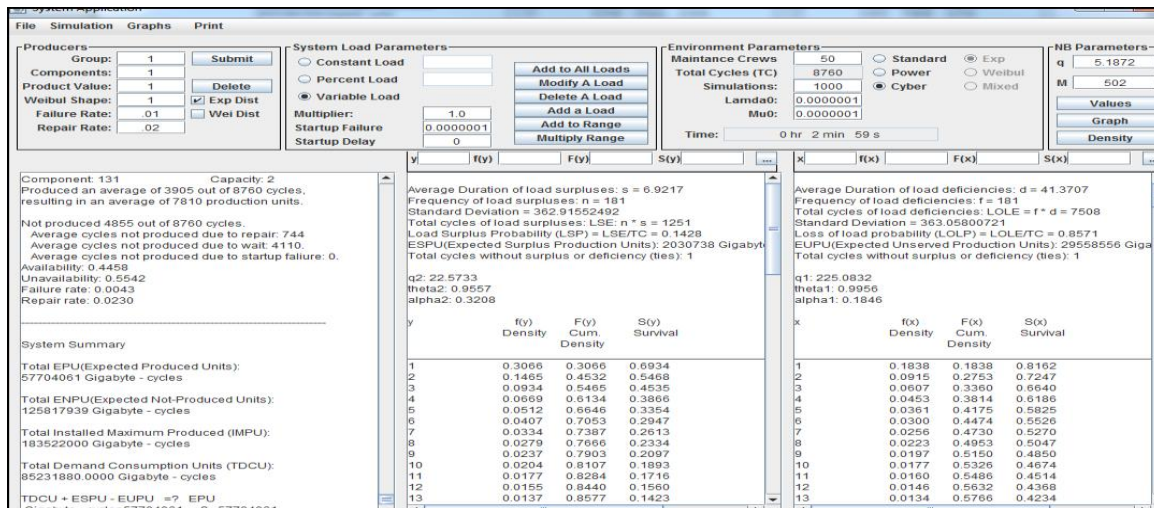 System Application
File Simulation Graphs Print
Producers
Group: 1 Submit
Components: 1
Product Value: 1 Delete
Weibul Shape: 1 Exp Dist
Failure Rate: .01 Wei Dist
Repair Rate: .02
System Load Parameters
Constant Load
Percent Load
Variable Load
Multiplier: 1.0
Startup Failure 0.0000001
Startup Delay 0
Add to All Loads
Modify A Load
Delete A Load
Add a Load
Add to Range
Multiply Range
Environment Parameters
Maintance Crews 50 Standard Exp
Total Cycles (TC) 8760 Power Weibul
Simulations: 1000 Cyber Mixed
Lamda0: 0.0000001
Mu0: 0.0000001
Time: 0 hr 2 min 59 s
NB Parameters
q 5.1872
M 502
Values
Graph
Density
Component: 131 Capacity: 2
Produced an average of 3905 out of 8760 cycles,
resulting in an average of 7810 production units.
Not produced 4855 out of 8760 cycles.
Average cycles not produced due to repair: 744
Average cycles not produced due to wait: 4110.
Average cycles not produced due to startup faliure: 0.
Availability: 0.4458
Unavailability: 0.5542
Failure rate: 0.0043
Repair rate: 0.0230
System Summary
Total EPU(Expected Produced Units):
57704061 Gigabyte - cycles
Total ENPU(Expected Not-Produced Units):
125817939 Gigabyte - cycles
Total Installed Maximum Produced (IMPU):
183522000 Gigabyte - cycles
Total Demand Consumption Units (TDCU):
85231880.0000 Gigabyte - cycles
TDCU + ESPU - EUPU =? EPU
y f(y) F(y) S(y) ...
Average Duration of load surpluses: s = 6.9217
Frequency of load surpluses: n = 181
Standard Deviation = 362.91552492
Total cycles of load surpluses: LSE: n * s = 1251
Load Surplus Probability (LSP) = LSE/TC = 0.1428
ESPU(Expected Surplus Production Units): 2030738 Gigabyt
Total cycles without surplus or deficiency (ties): 1
q2: 22.5733
theta2: 0.9557
alpha2: 0.3208
y f(y) F(y) S(y)
Density Cum. Survival
Density
1 0.3066 0.3066 0.6934
2 0.1465 0.4532 0.5468
3 0.0934 0.5465 0.4535
4 0.0669 0.6134 0.3866
5 0.0512 0.6646 0.3354
6 0.0407 0.7053 0.2947
7 0.0334 0.7387 0.2613
8 0.0279 0.7666 0.2334
9 0.0237 0.7903 0.2097
10 0.0204 0.8107 0.1893
11 0.0177 0.8284 0.1716
12 0.0155 0.8440 0.1560
13 0.0137 0.8577 0.1423
x f(x) F(x) S(x)
Average Duration of load deficiencies: d = 41.3707
Frequency of load deficiencies: f = 181
Total cycles of load deficiencies: LOLE = f * d = 7508
Standard Deviation = 363.05800721
Loss of load probability (LOLP) = LOLE/TC = 0.8571
EUPU(Expected Unserved Production Units): 29558556 Giga
Total cycles without surplus or deficiency (ties): 1
q1: 225.0832
theta1: 0.9956
alpha1: 0.1846
x f(x) F(x) S(x)
Density Cum. Survival
Density
1 0.1838 0.1838 0.8162
2 0.0915 0.2753 0.7247
3 0.0607 0.3360 0.6640
4 0.0453 0.3814 0.6186
5 0.0361 0.4175 0.5825
6 0.0300 0.4474 0.5526
7 0.0256 0.4730 0.5270
8 0.0223 0.4953 0.5047
9 0.0197 0.5150 0.4850
10 0.0177 0.5326 0.4674
11 0.0160 0.5486 0.4514
12 0.0146 0.5632 0.4368
13 0.0134 0.5766 0.4234